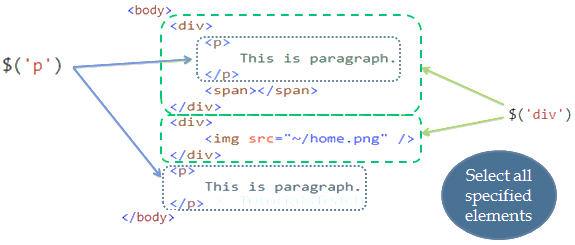 <body>
<div>
<p>
This is paragraph.
</p>
<span></span>
</div>
<div>
<img src="~/home.png" />
</div>
<p>
This is paragraph.
</p>
</body>
$('p')
$('div')
Select all
specified
elements